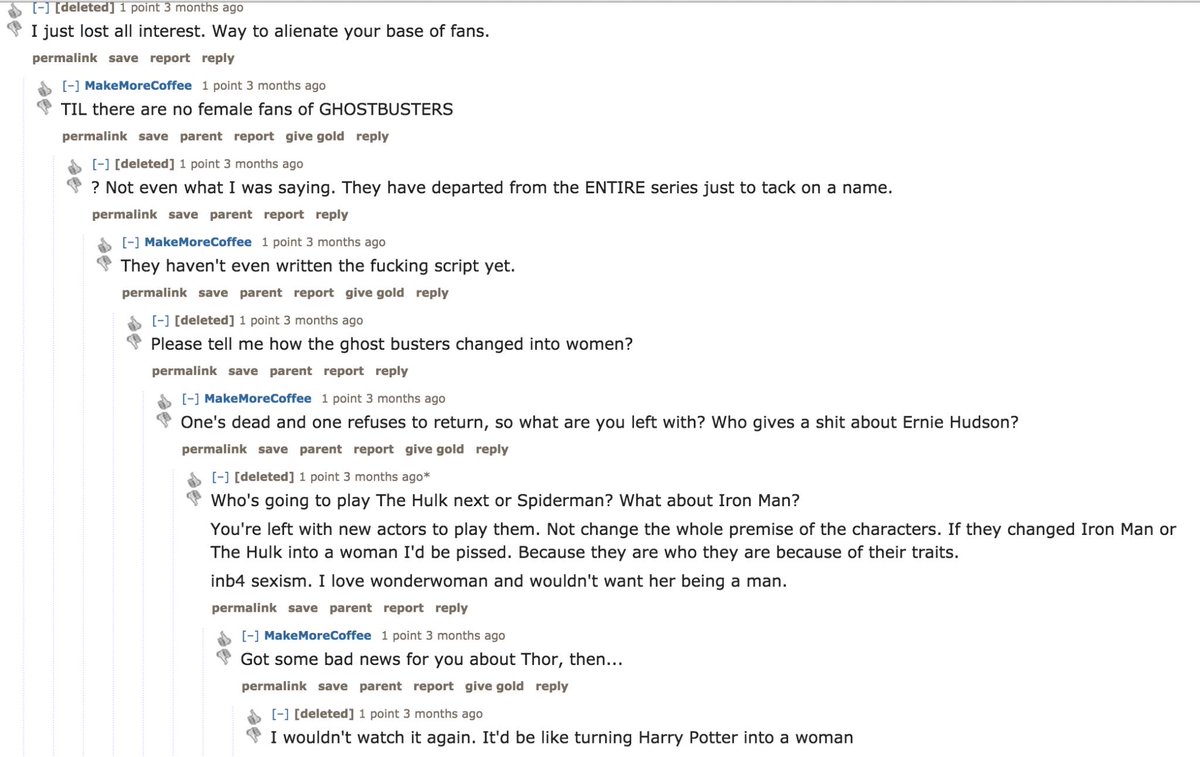 [-] [deleted] 1 point 3 months ago
I just lost all interest. Way to alienate your base of fans.
permalink save report reply
[-] MakeMoreCoffee 1 point 3 months ago
TIL there are no female fans of GHOSTBUSTERS
permalink save parent report give gold reply
[-] [deleted] 1 point 3 months ago
? Not even what I was saying. They have departed from the ENTIRE series just to tack on a name.
permalink save parent report reply
[-] MakeMoreCoffee 1 point 3 months ago
They haven't even written the fucking script yet.
permalink save parent report give gold reply
[-] [deleted] 1 point 3 months ago
Please tell me how the ghost busters changed into women?
permalink save parent report reply
[-] MakeMoreCoffee 1 point 3 months ago
One's dead and one refuses to return, so what are you left with? Who gives a shit about Ernie Hudson?
permalink save parent report give gold reply
[-] [deleted] 1 point 3 months ago*
Who's going to play The Hulk next or Spiderman? What about Iron Man?
You're left with new actors to play them. Not change the whole premise of the characters. If they changed Iron Man or
The Hulk into a woman I'd be pissed. Because they are who they are because of their traits.
inb4 sexism. I love wonderwoman and wouldn't want her being a man.
permalink save parent report reply
[-] MakeMoreCoffee 1 point 3 months ago
Got some bad news for you about Thor, then...
permalink save parent report give gold reply
[-] [deleted] 1 point 3 months ago
I wouldn't watch it again. It'd be like turning Harry Potter into a woman